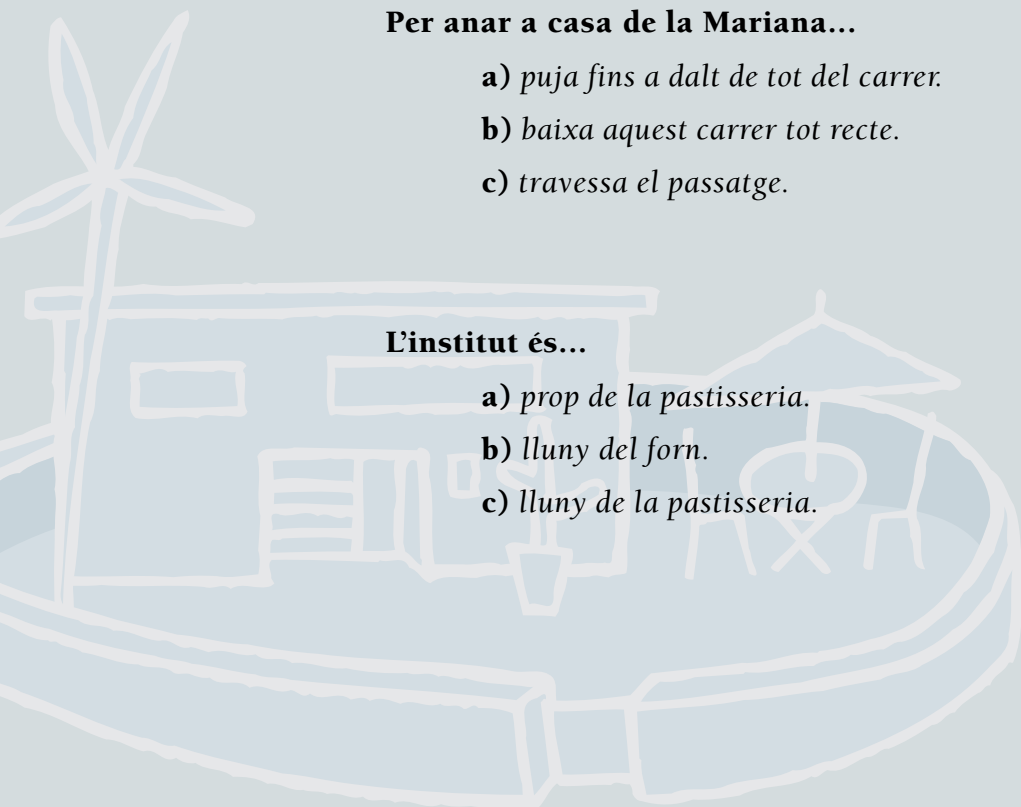 Per anar a casa de la Mariana...
a) puja fins a dalt de tot del carrer.
b) baixa aquest carrer tot recte.
c) travessa el passatge.
L'institut és...
a) prop de la pastisseria.
b) lluny del forn.
c) lluny de la pastisseria.